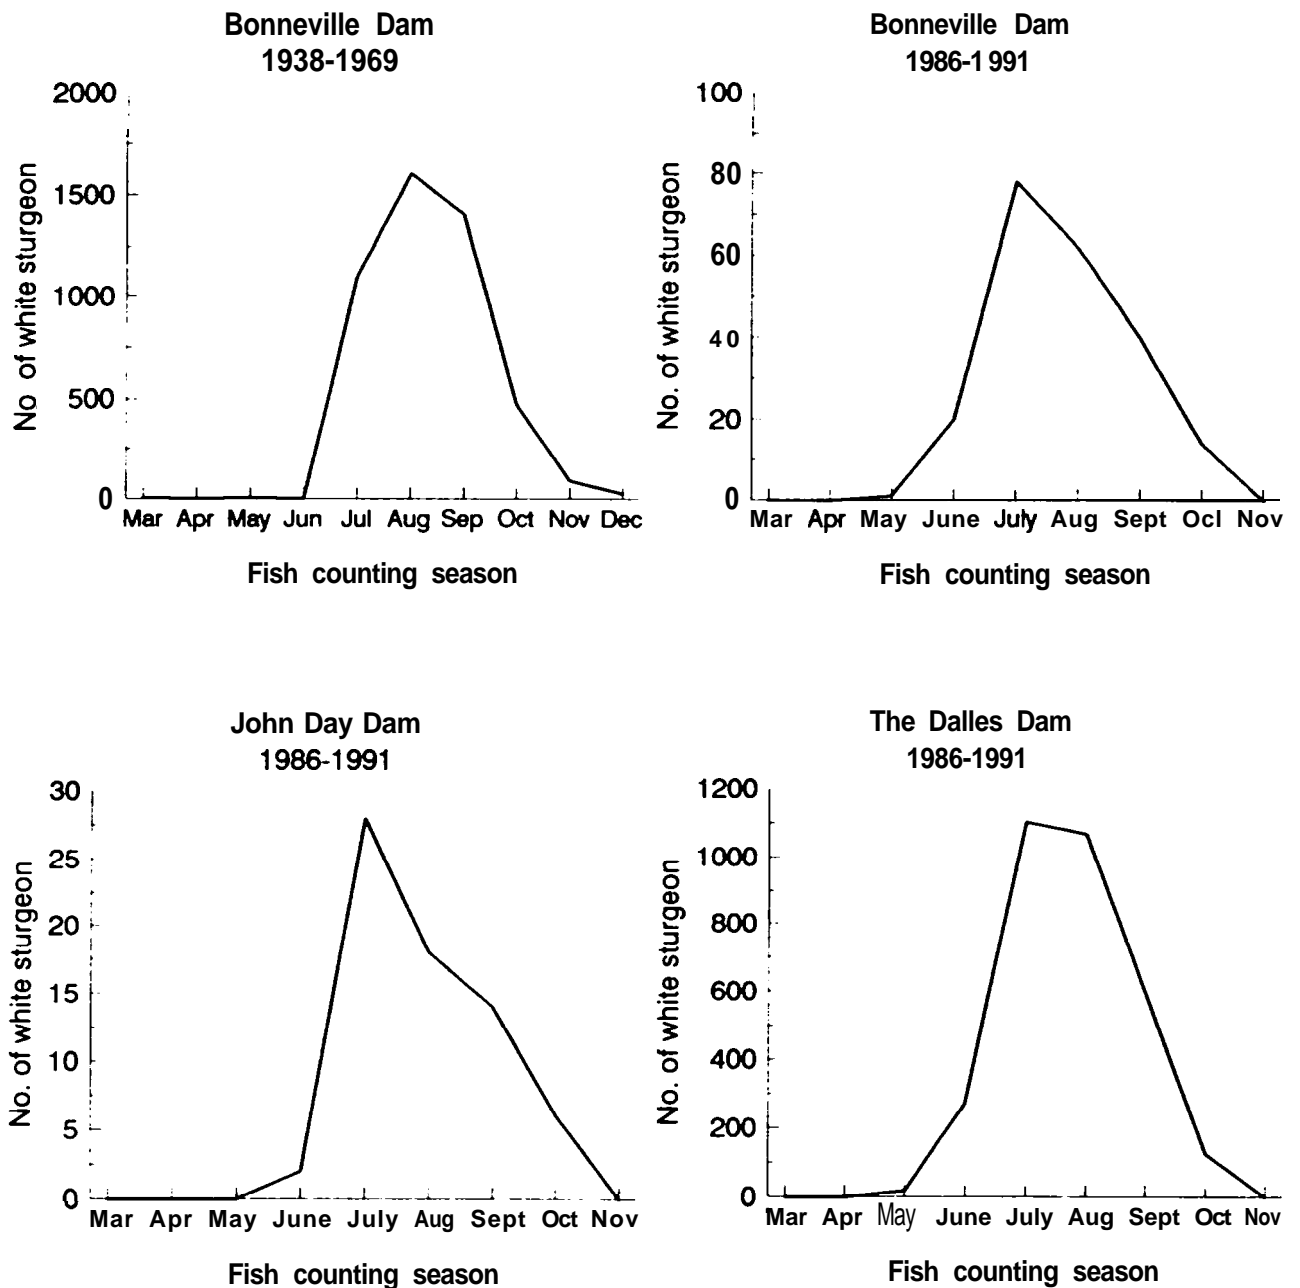 Bonneville Dam
1938-1969
2000
1500
1000
500
0
No of white sturgeon
Mar Apr May Jun Jul Aug Sep Oct Nov Dec
Fish counting season
Bonneville Dam
1986-1991
100
80
60
40
20
0
No. of white sturgeon
Mar Apr May June July Aug Sept Ocl Nov
Fish counting season
John Day Dam
1986-1991
30
25
20
15
10
5
0
No. of white sturgeon
Mar Apr May June July Aug Sept Oct Nov
Fish counting season
The Dalles Dam
1986-1991
1200
1000
800
600
400
200
0
No. of white sturgeon
Mar Apr May June July Aug Sept Oct Nov
Fish counting season